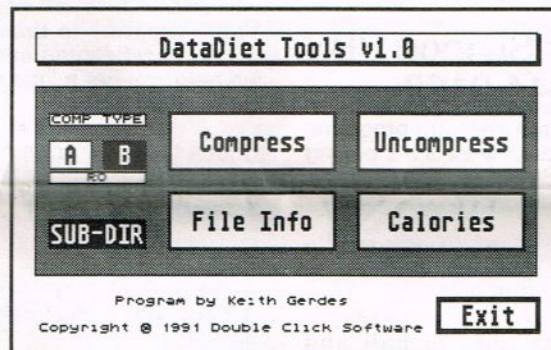 DataDiet Tools v1.0
COMP TYPE
Compress
Uncompress
A B
RO
SUB-DIR
File Info
Calories
Program by Keith Gerdes
Copyright © 1991 Double Click Software
Exit